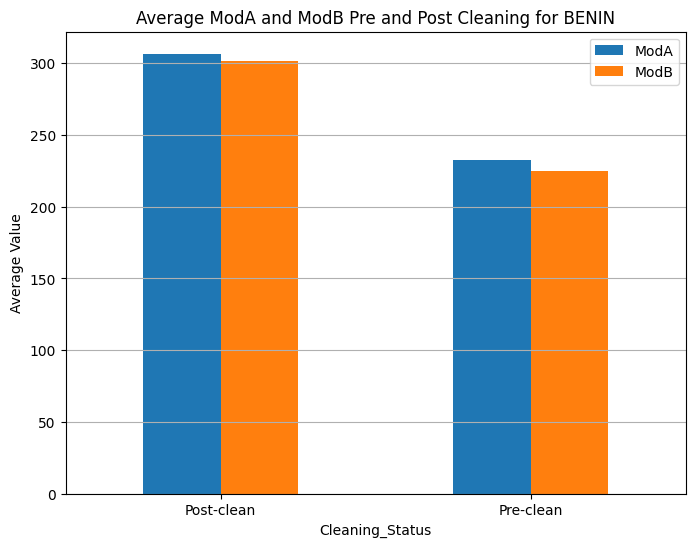 Average ModA and ModB Pre and Post Cleaning for BENIN
ModA
ModB
300
250
200
150
100
50
0
Average Value
Post-clean
Pre-clean
Cleaning_Status